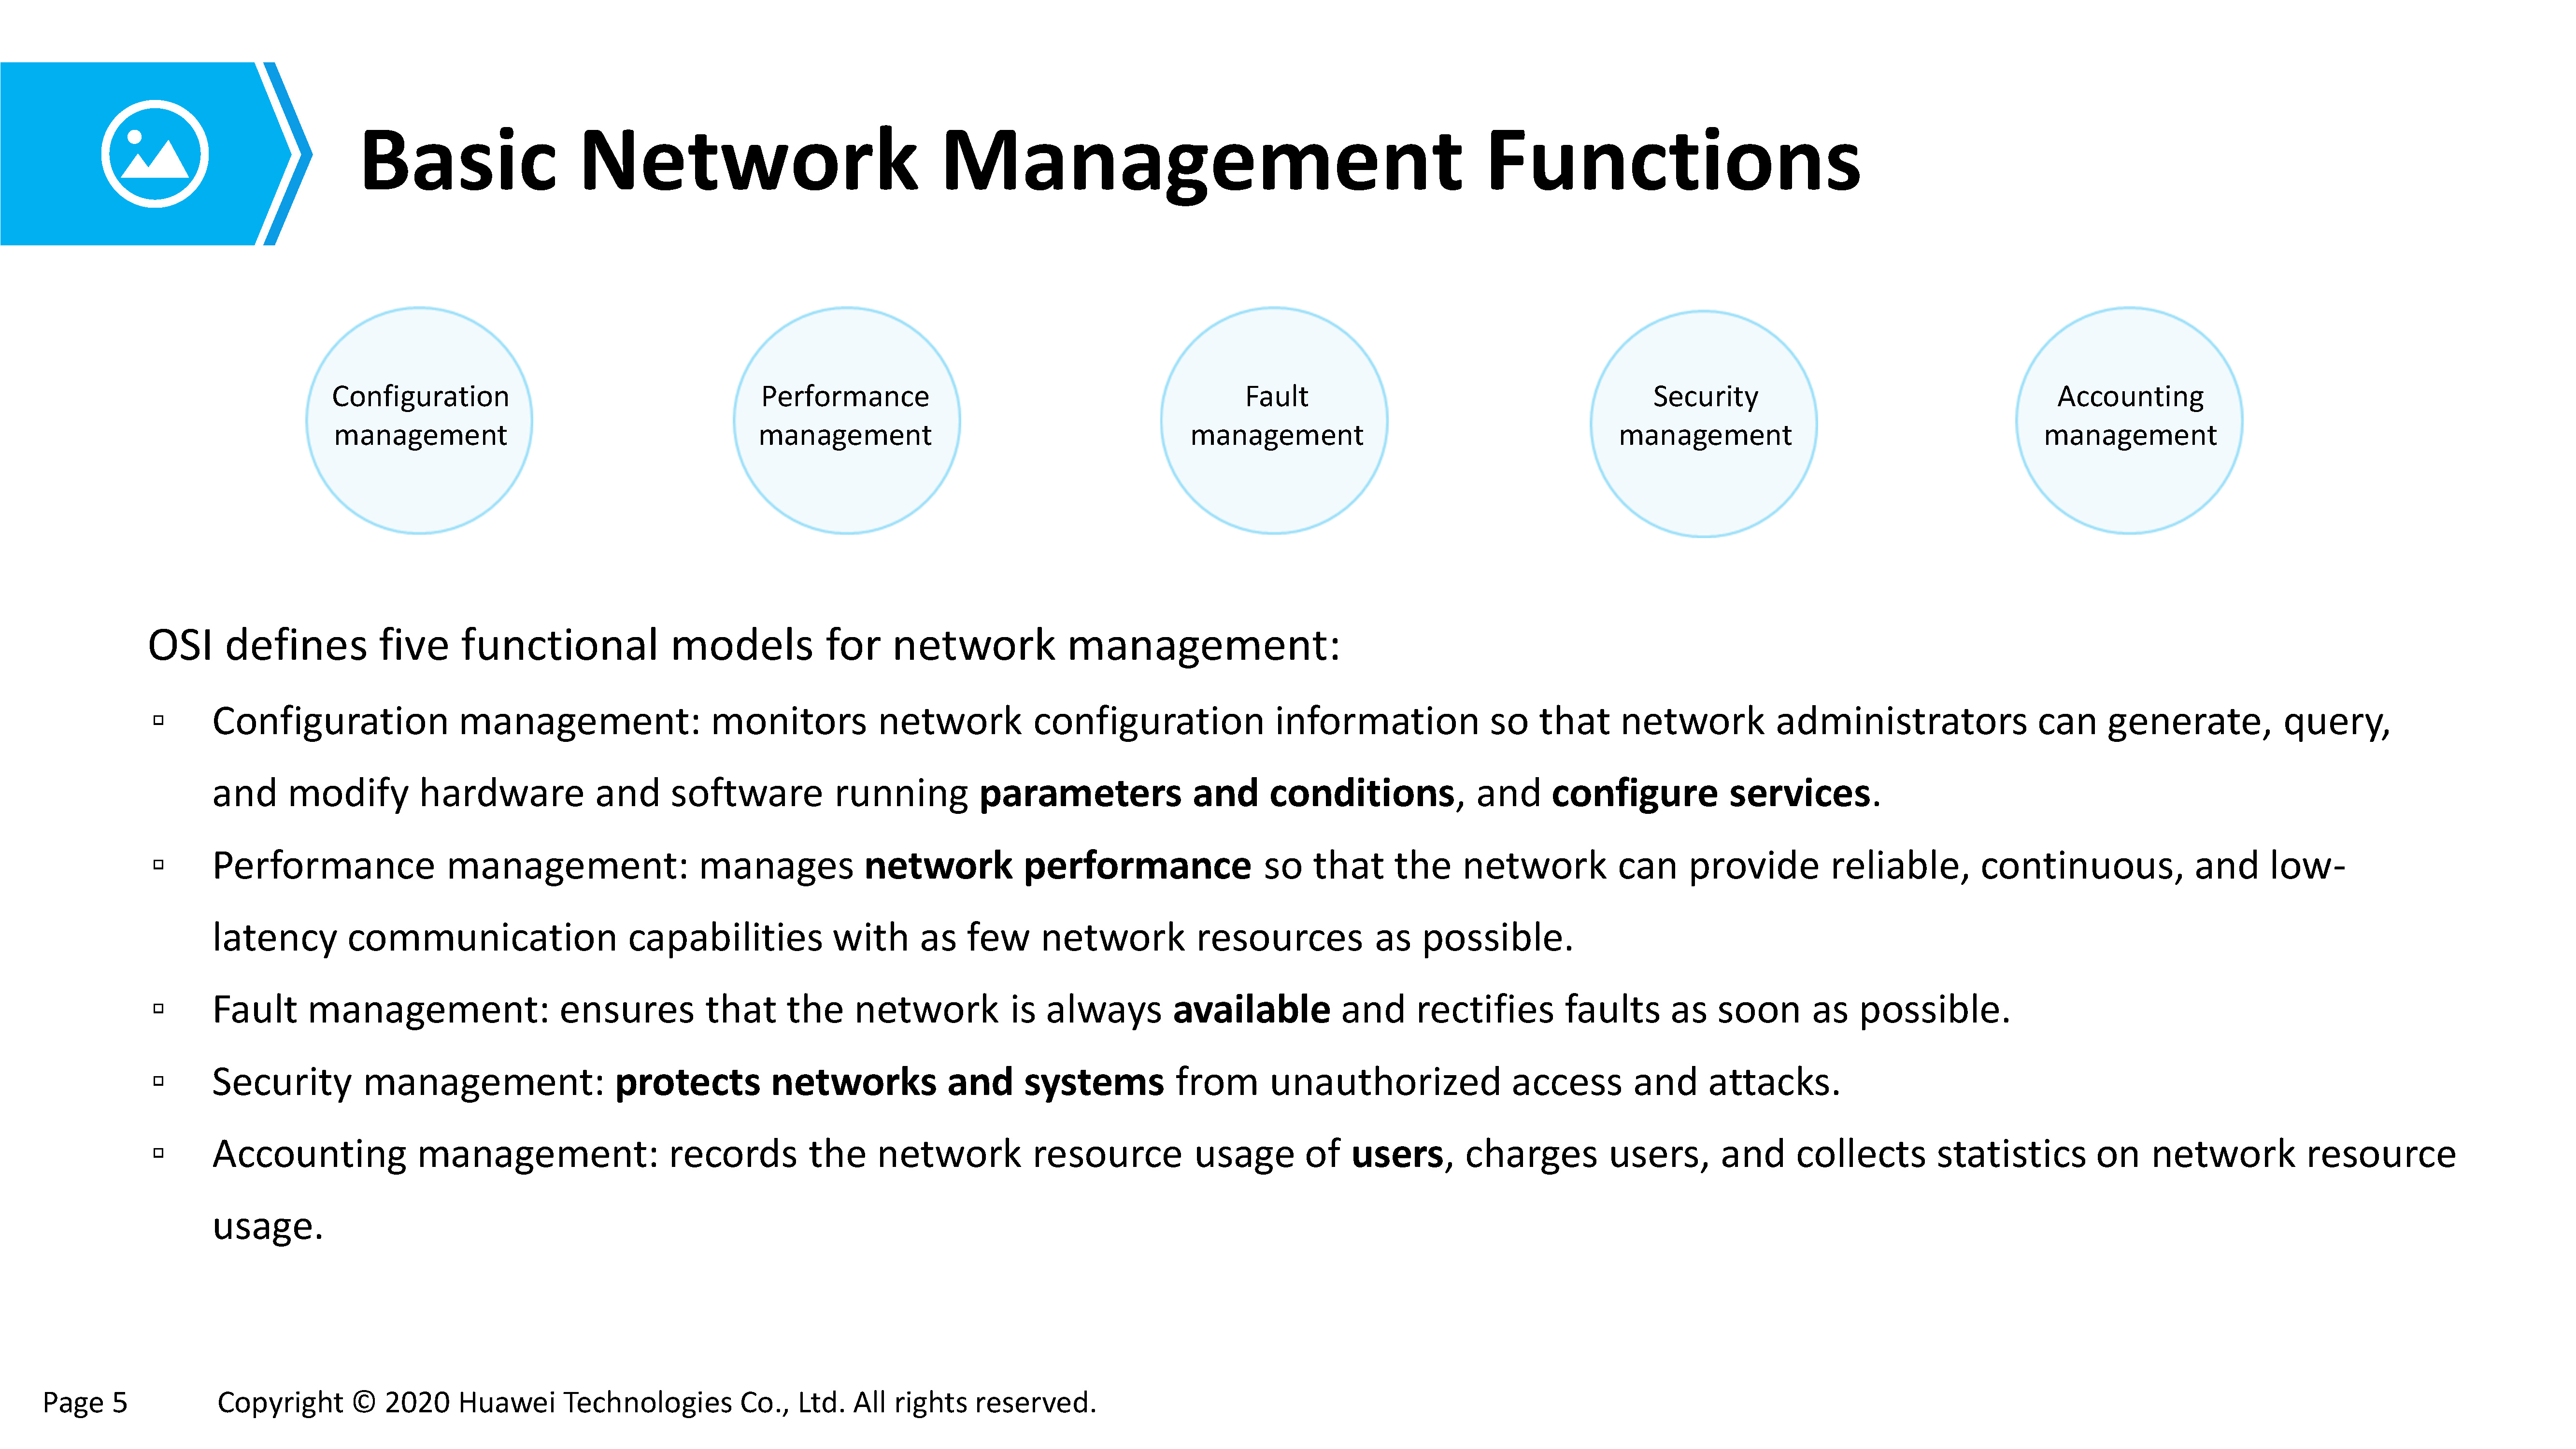 Basic Network Management Functions
Configuration
management
Performance
management
Fault
management
Security
management
Accounting
management
OSI defines five functional models for network management:
▫ Configuration management: monitors network configuration information so that network administrators can generate, query,
and modify hardware and software running parameters and conditions, and configure services.
▫ Performance management: manages network performance so that the network can provide reliable, continuous, and low-
latency communication capabilities with as few network resources as possible.
▫ Fault management: ensures that the network is always available and rectifies faults as soon as possible.
▫ Security management: protects networks and systems from unauthorized access and attacks.
▫ Accounting management: records the network resource usage of users, charges users, and collects statistics on network resource
usage.
Page 5 Copyright © 2020 Huawei Technologies Co., Ltd. All rights reserved.